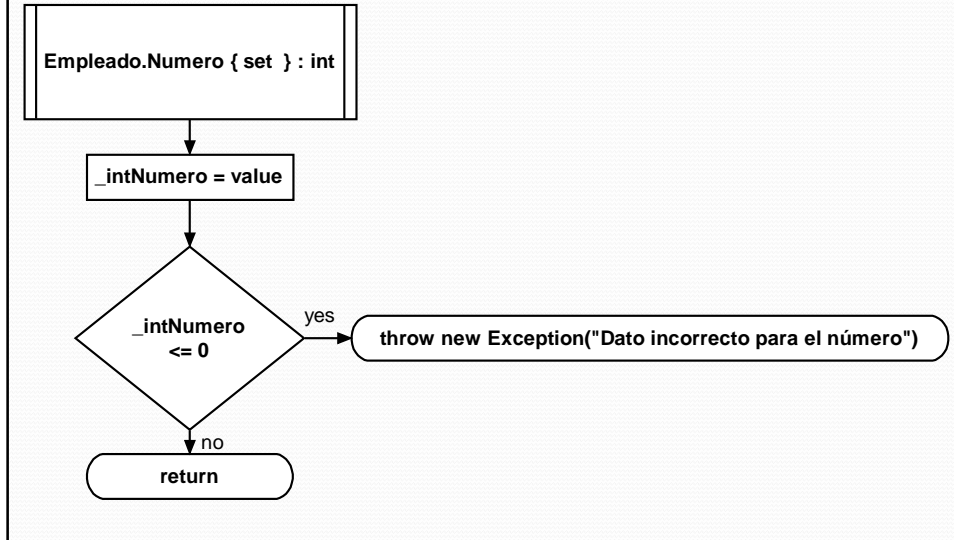 Empleado.Numero { set } : int
_intNumero = value
_intNumero
<= 0
yes
throw new Exception("Dato incorrecto para el número")
no
return